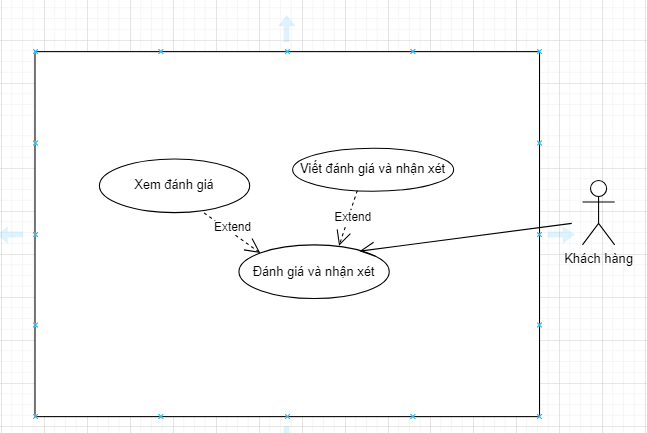 Viết đánh giá và nhận xét
Xem đánh giá
Extend
Extend
Khách hàng
Đánh giá và nhận xét